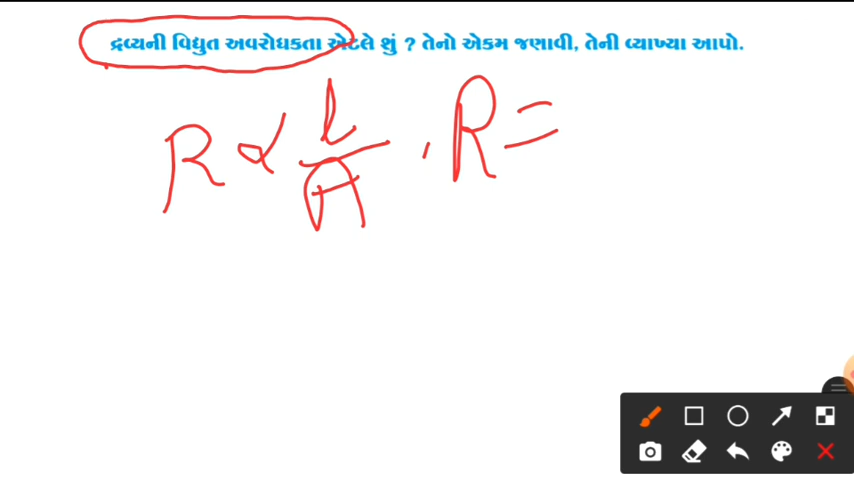 દ્રવ્યની વિદ્યુત અવરોધકતા એટલે શું ? તેનો એકમ જણાવી, તેની વ્યાખ્યા આપો.
R ∝ l/A , R =